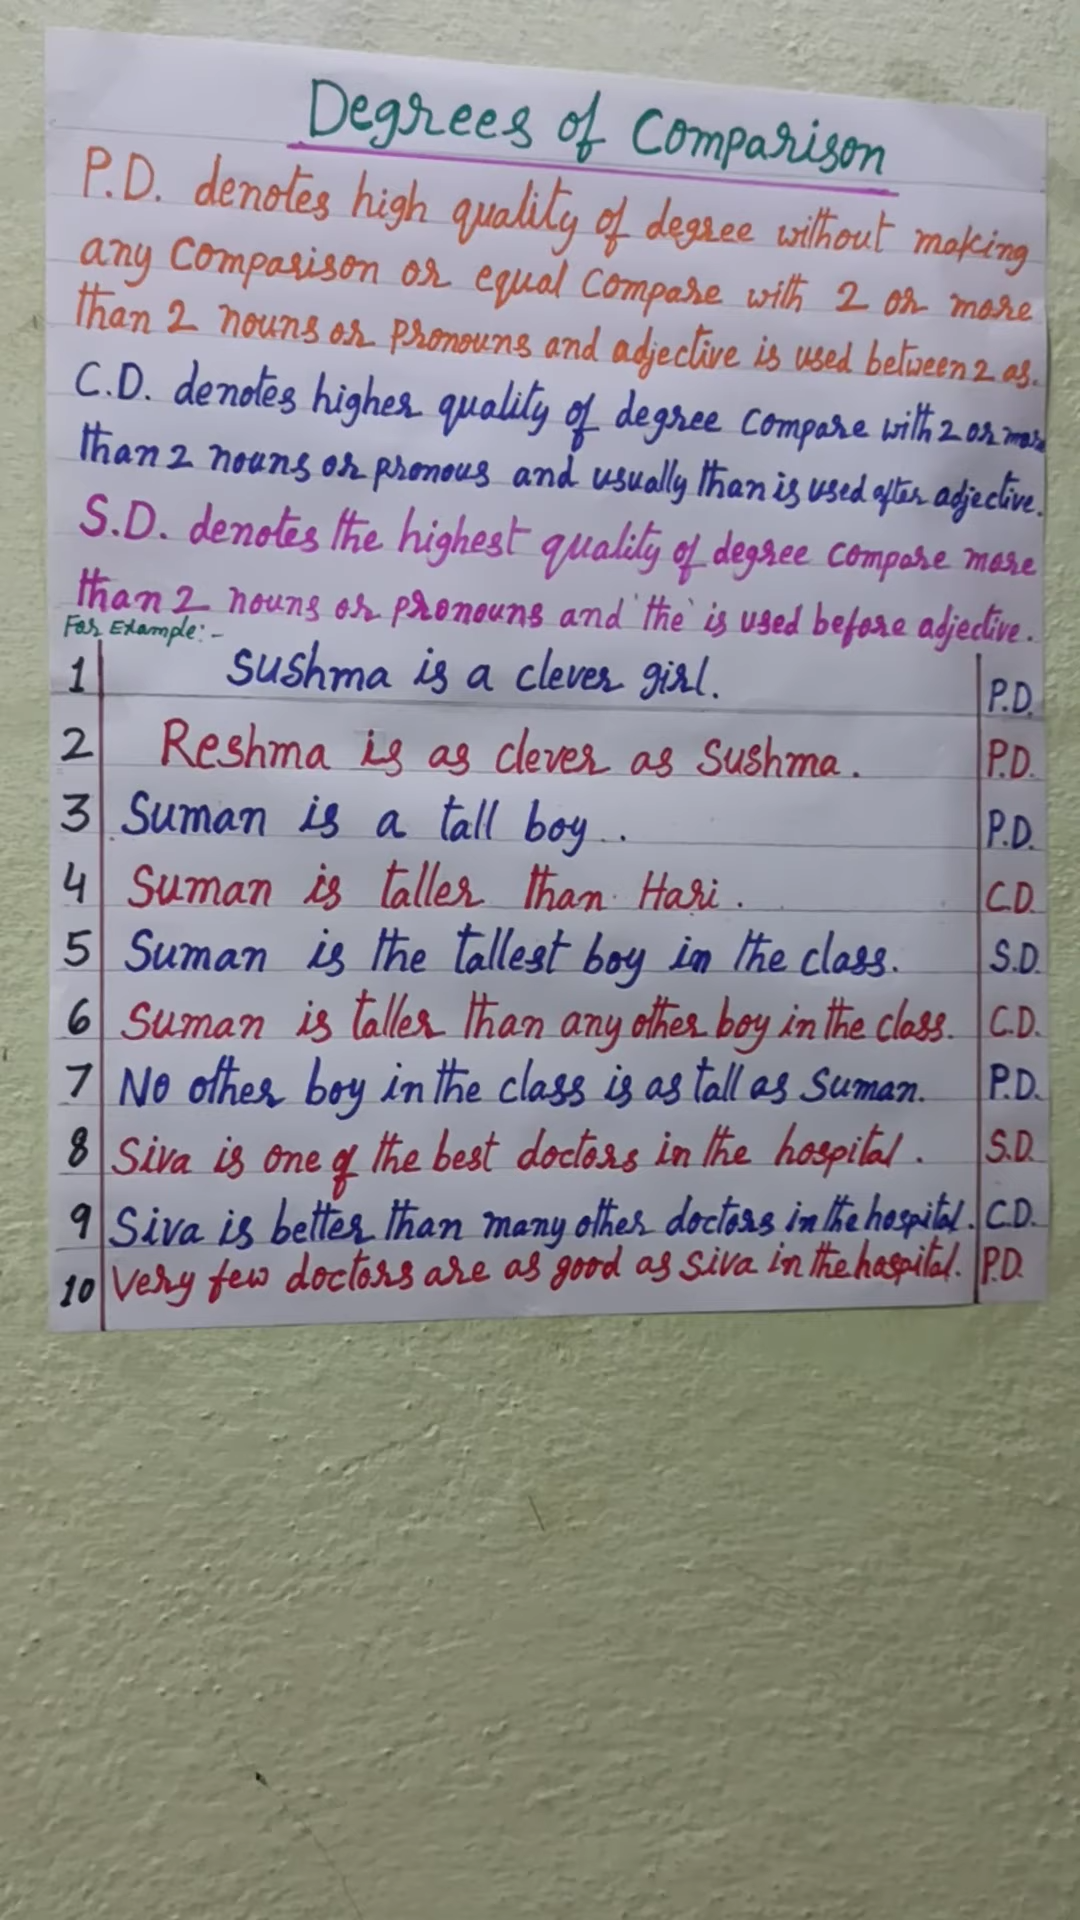 Degrees of Comparison
P.D. denotes high quality of degree without making
any Comparison or equal Compare with 2 or more
than 2 nouns or pronouns and adjective is used between 2 as.
C.D. denotes higher quality of degree Compare with 2 or more
than 2 nouns or pronous and usually than is used after adjective.
S.D. denotes the highest quality of degree compare more
than 2 nouns or pronouns and 'the' is used before adjective.
For Example:-
1 Sushma is a clever girl. P.D.
2 Reshma is as clever as Sushma. P.D.
3 Suman is a tall boy.. P.D.
4 Suman is taller than Hari. C.D.
5 Suman is the tallest boy in the class. S.D.
6 Suman is taller than any other boy in the class. C.D.
7 No other boy in the class is as tall as Suman. P.D.
8 Siva is one of the best doctors in the hospital. S.D.
9 Siva is better than many other doctors in the hospital. C.D.
10 Very few doctors are as good as Siva in the hospital. P.D.